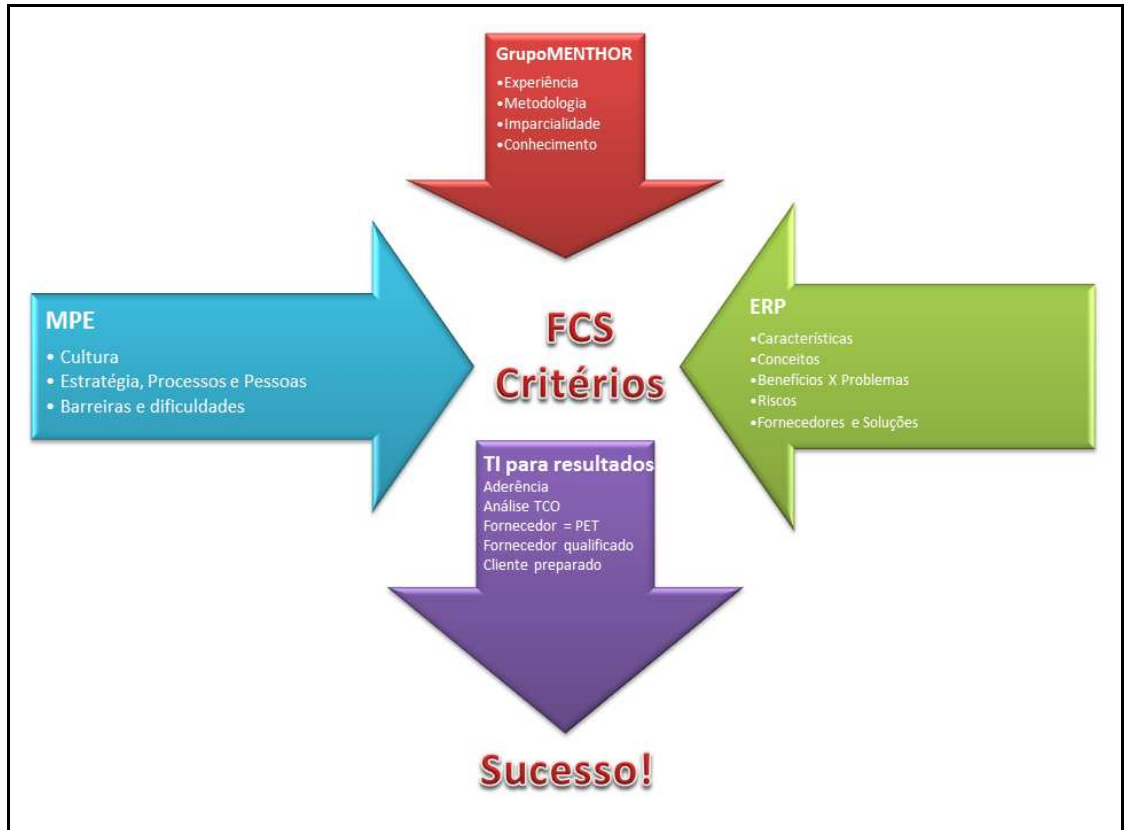 GrupoMENTHOR
•Experiência
•Metodologia
•Imparcialidade
•Conhecimento
MPE
• Cultura
• Estratégia, Processos e Pessoas
• Barreiras e dificuldades
FCS
Critérios
ERP
•Características
•Conceitos
•Benefícios X Problemas
•Riscos
•Fornecedores e Soluções
TI para resultados
Aderência
Análise TCO
Fornecedor = PET
Fornecedor qualificado
Cliente preparado
Sucesso!